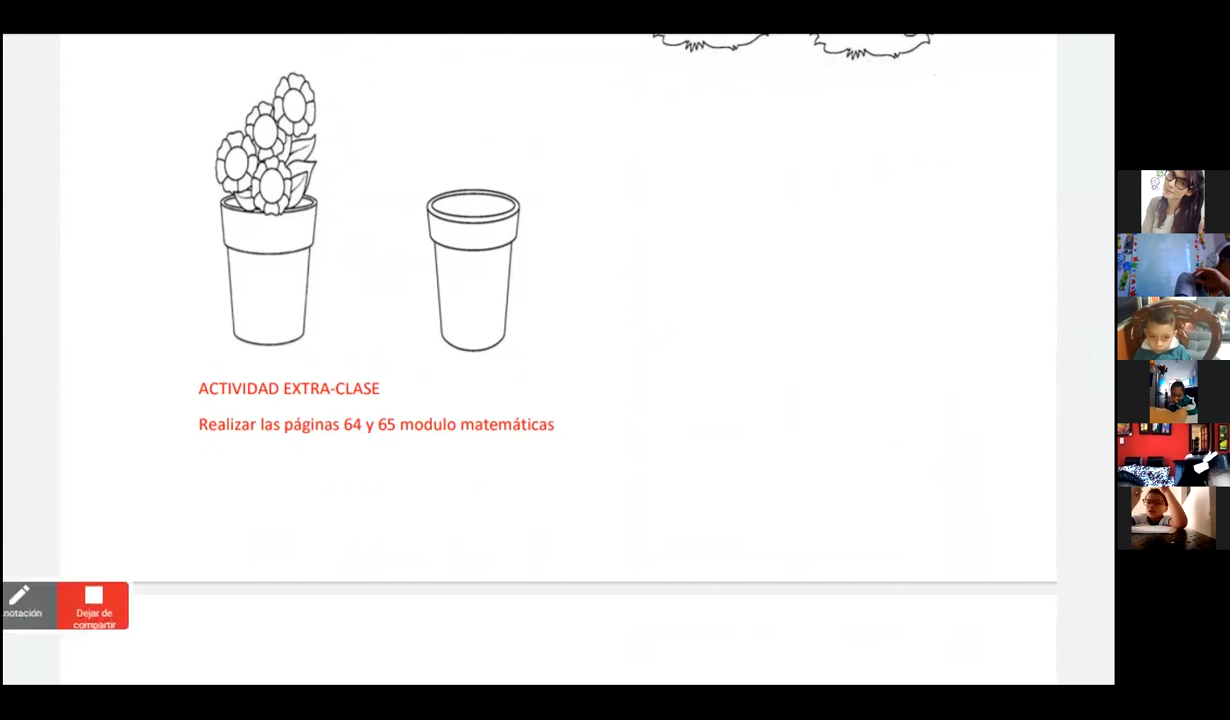 ACTIVIDAD EXTRA-CLASE
Realizar las páginas 64 y 65 modulo matemáticas
notación
Dejar de
compartir